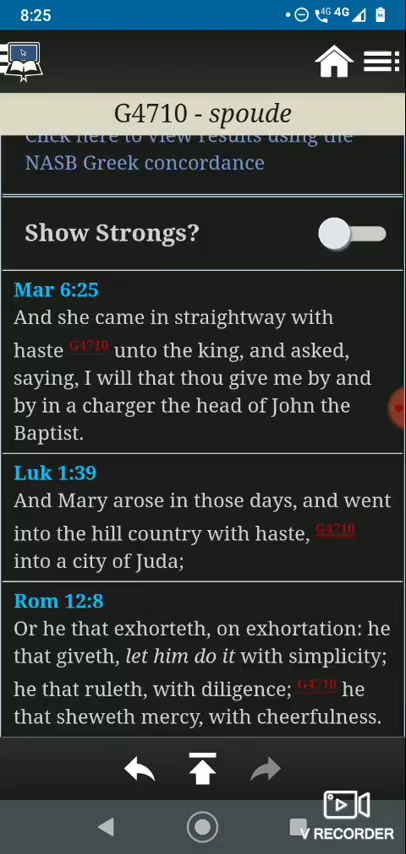 8:25
4G 4G
G4710 - spoude
Click here to view results using the
NASB Greek concordance
Show Strongs?
Mar 6:25
And she came in straightway with
haste G4710 unto the king, and asked,
saying, I will that thou give me by and
by in a charger the head of John the
Baptist.
Luk 1:39
And Mary arose in those days, and went
into the hill country with haste, G4710
into a city of Juda;
Rom 12:8
Or he that exhorteth, on exhortation: he
that giveth, let him do it with simplicity;
he that ruleth, with diligence; G4710 he
that sheweth mercy, with cheerfulness.
V RECORDER